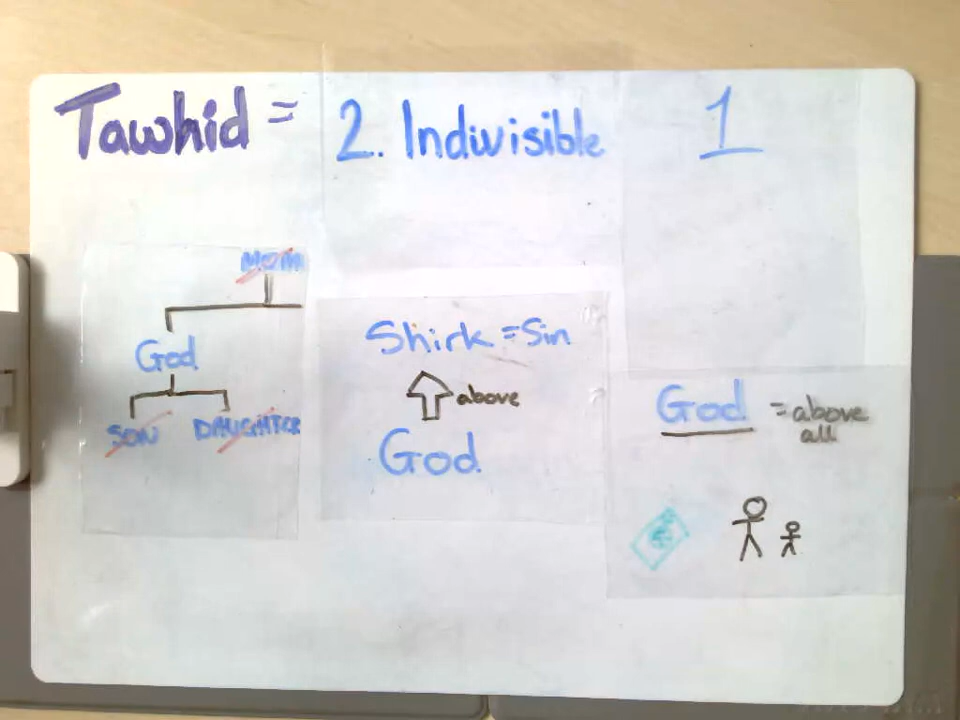 Tawhid =
2. Indivisible
1
MOM
God
SON DAUGHTER
Shirk = Sin
above
God
God = above
all
$